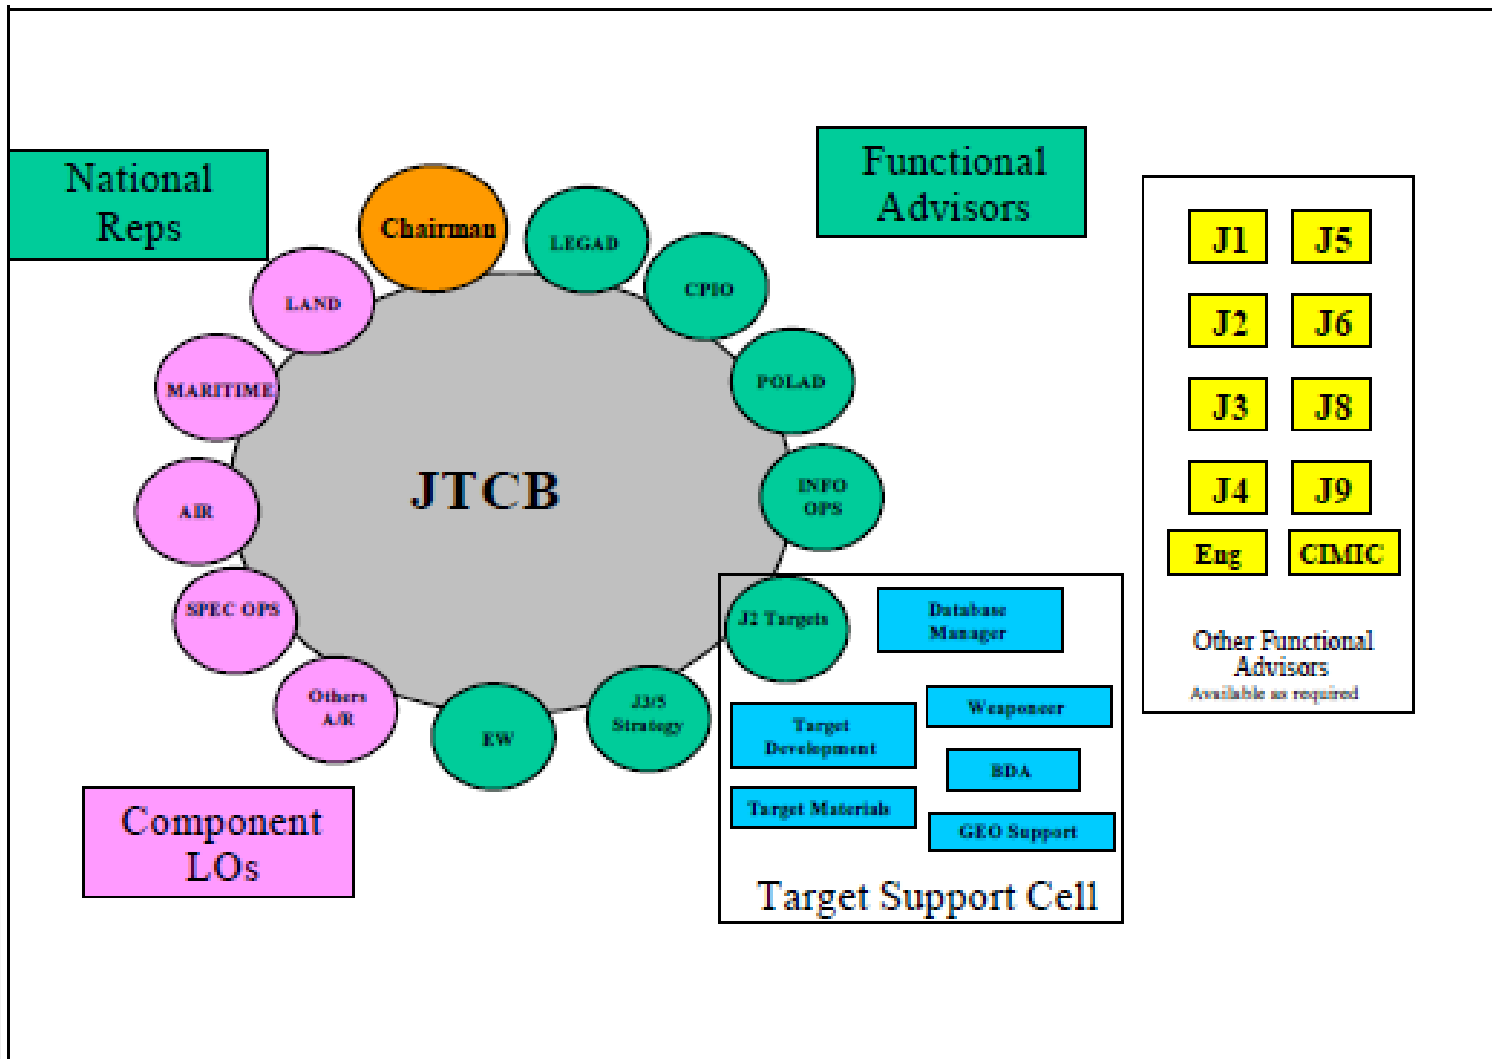 National
Reps
Functional
Advisors
Chairman
LEGAD
CPIO
LAND
POLAD
MARITIME
JTCB
INFO
OPS
AIR
SPEC OPS
J2 Targets
Others
A/R
EW
J3/5
Strategy
Component
LOs
Database
Manager
Weaponeer
Target
Development
BDA
Target Materials
GEO Support
Target Support Cell
J1
J5
J2
J6
J3
J8
J4
J9
Eng
CIMIC
Other Functional
Advisors
Available as required